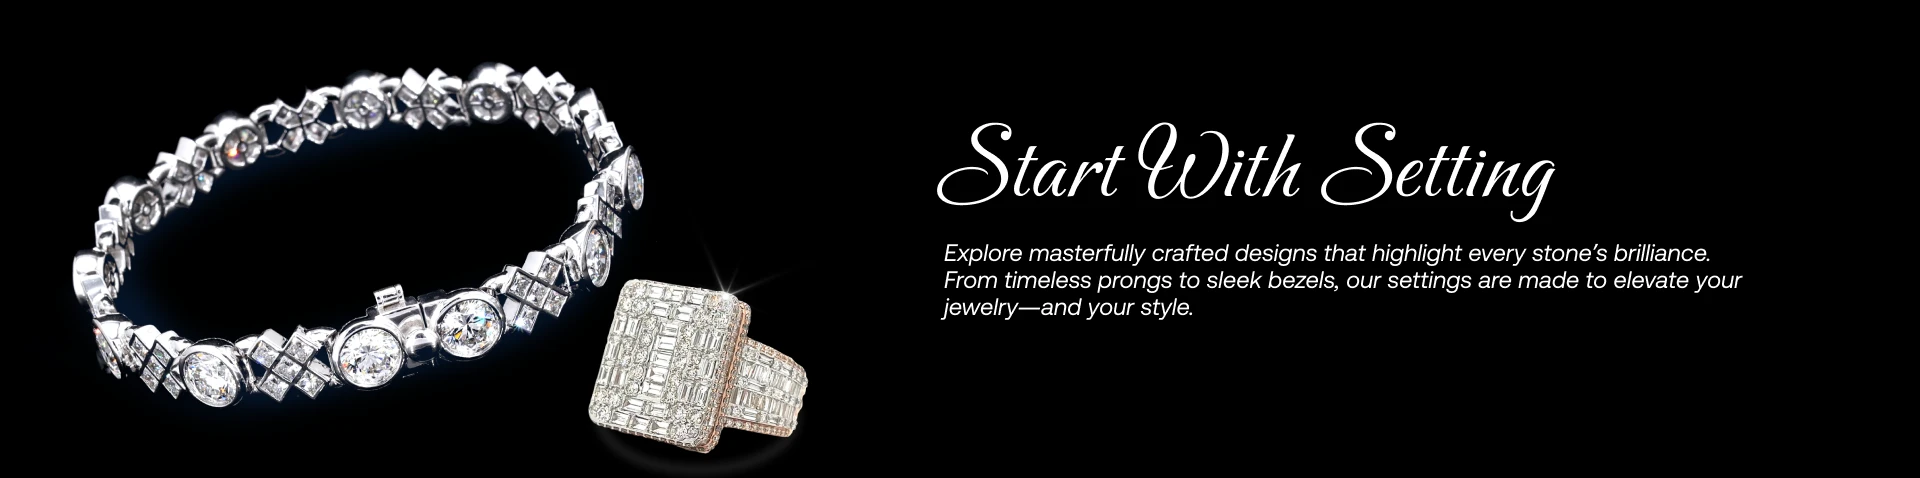 Start With Setting
Explore masterfully crafted designs that highlight every stone's brilliance.
From timeless prongs to sleek bezels, our settings are made to elevate your
jewelry—and your style.